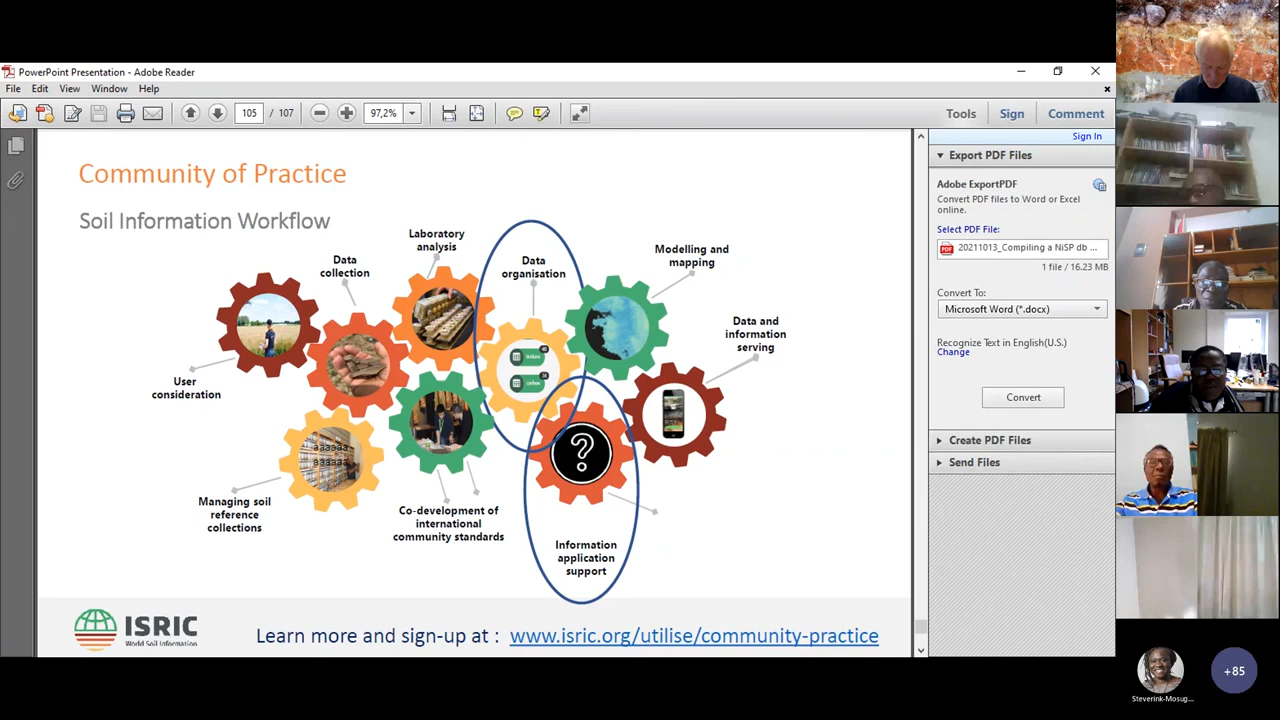 PowerPoint Presentation - Adobe Reader
File Edit View Window Help
105 / 107 97,2% Tools Sign Comment
Sign In
Export PDF Files
Adobe ExportPDF
Convert PDF files to Word or Excel
online.
Select PDF File:
20211013_Compiling a NiSP db ...
1 file / 16.23 MB
Convert To:
Microsoft Word (*.docx)
Recognize Text in English(U.S.)
Change
Convert
Create PDF Files
Send Files
Community of Practice
Soil Information Workflow
User
consideration
Data
collection
Laboratory
analysis
Data
organisation
Modelling and
mapping
Data and
information
serving
Managing soil
reference
collections
Co-development of
international
community standards
?
Information
application
support
ISRIC
World Soil Information
Learn more and sign-up at : www.isric.org/utilise/community-practice
Steverink-Mosug...
+85